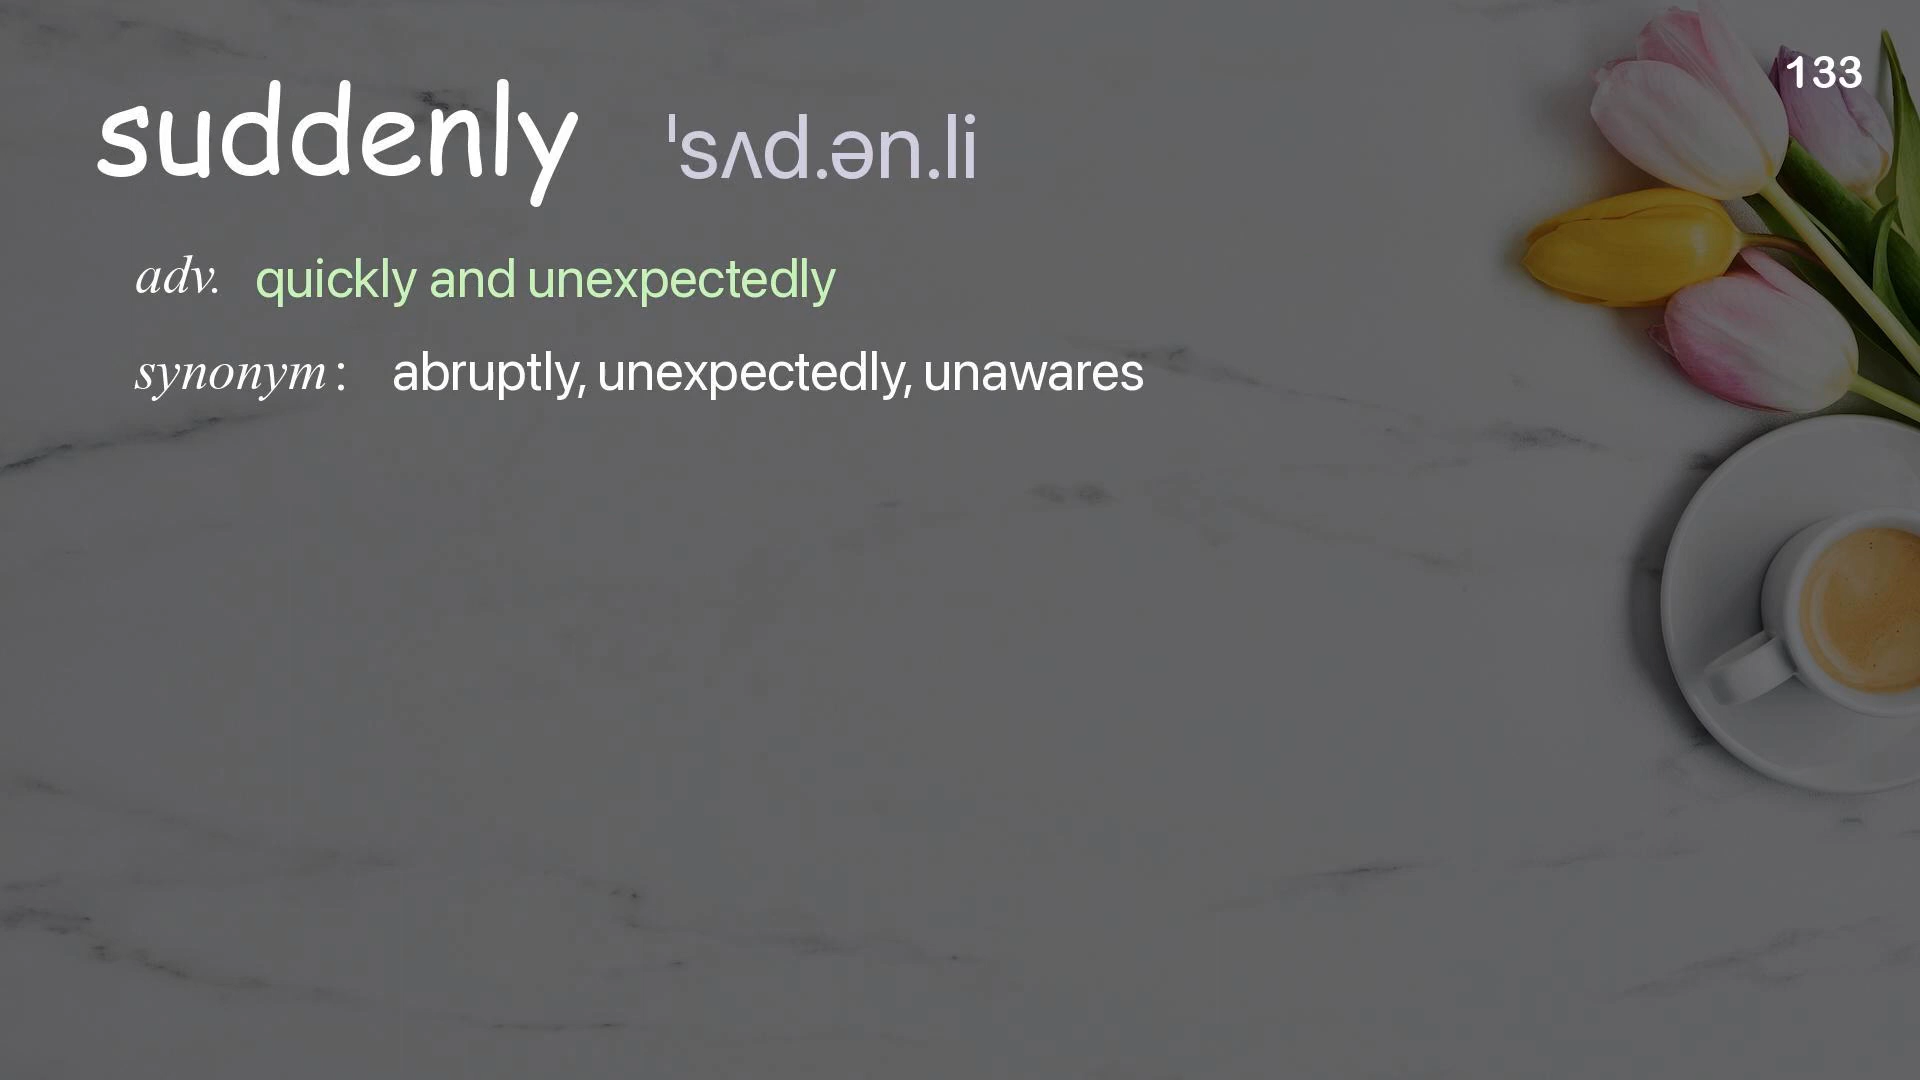 133
suddenly ˈsʌd.ən.li
adv. quickly and unexpectedly
synonym : abruptly, unexpectedly, unawares